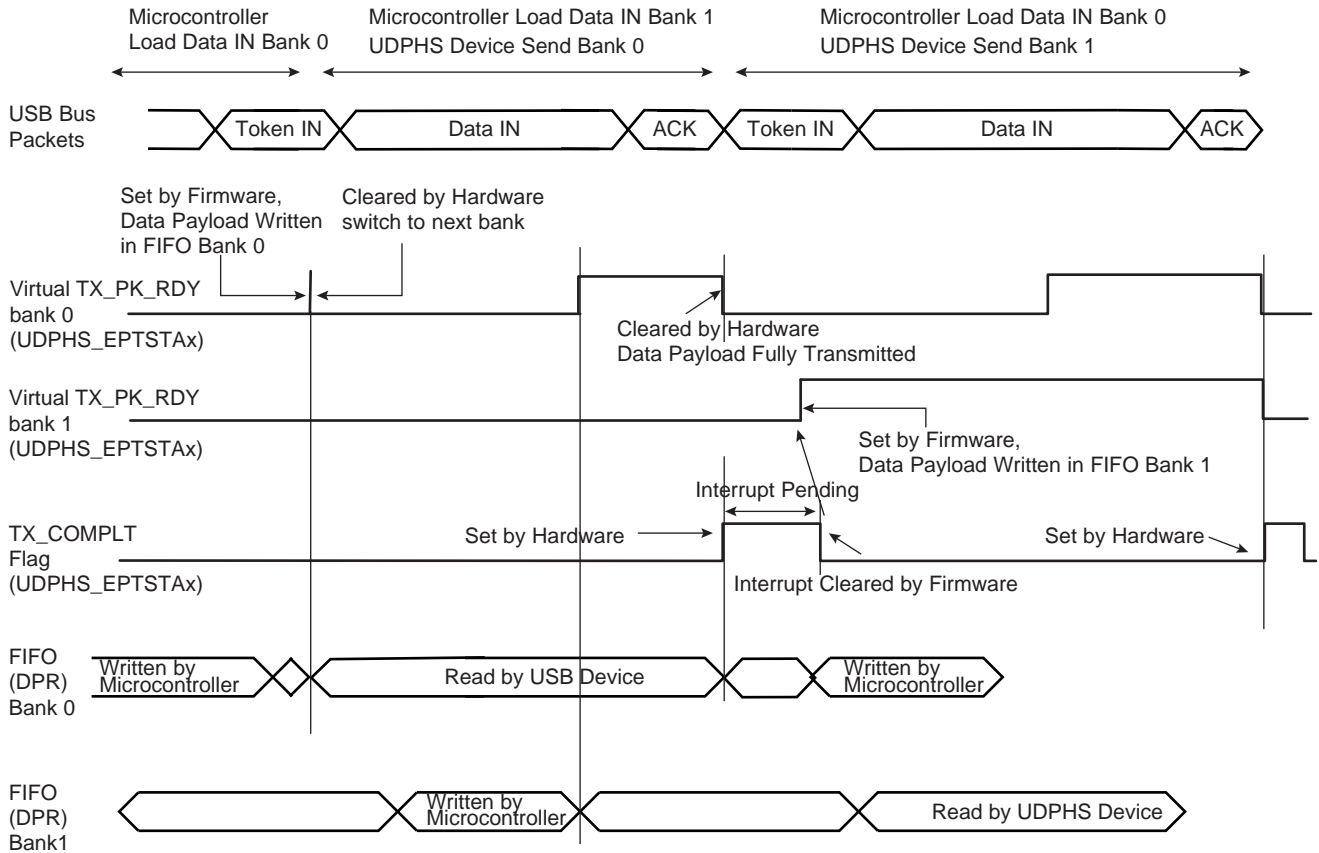 Microcontroller
Load Data IN Bank 0
Microcontroller Load Data IN Bank 1
UDPHS Device Send Bank 0
Microcontroller Load Data IN Bank 0
UDPHS Device Send Bank 1
USB Bus
Packets
Token IN
Data IN
ACK
Token IN
Data IN
ACK
Set by Firmware,
Data Payload Written
in FIFO Bank 0
Cleared by Hardware
switch to next bank
Virtual TX_PK_RDY
bank 0
(UDPHS_EPTSTAx)
Cleared by Hardware
Data Payload Fully Transmitted
Virtual TX_PK_RDY
bank 1
(UDPHS_EPTSTAx)
Set by Firmware,
Data Payload Written in FIFO Bank 1
Interrupt Pending
TX_COMPLT
Flag
(UDPHS_EPTSTAx)
Set by Hardware
Set by Hardware
Interrupt Cleared by Firmware
FIFO
(DPR)
Bank 0
Written by
Microcontroller
Read by USB Device
Written by
Microcontroller
FIFO
(DPR)
Bank1
Written by
Microcontroller
Read by UDPHS Device